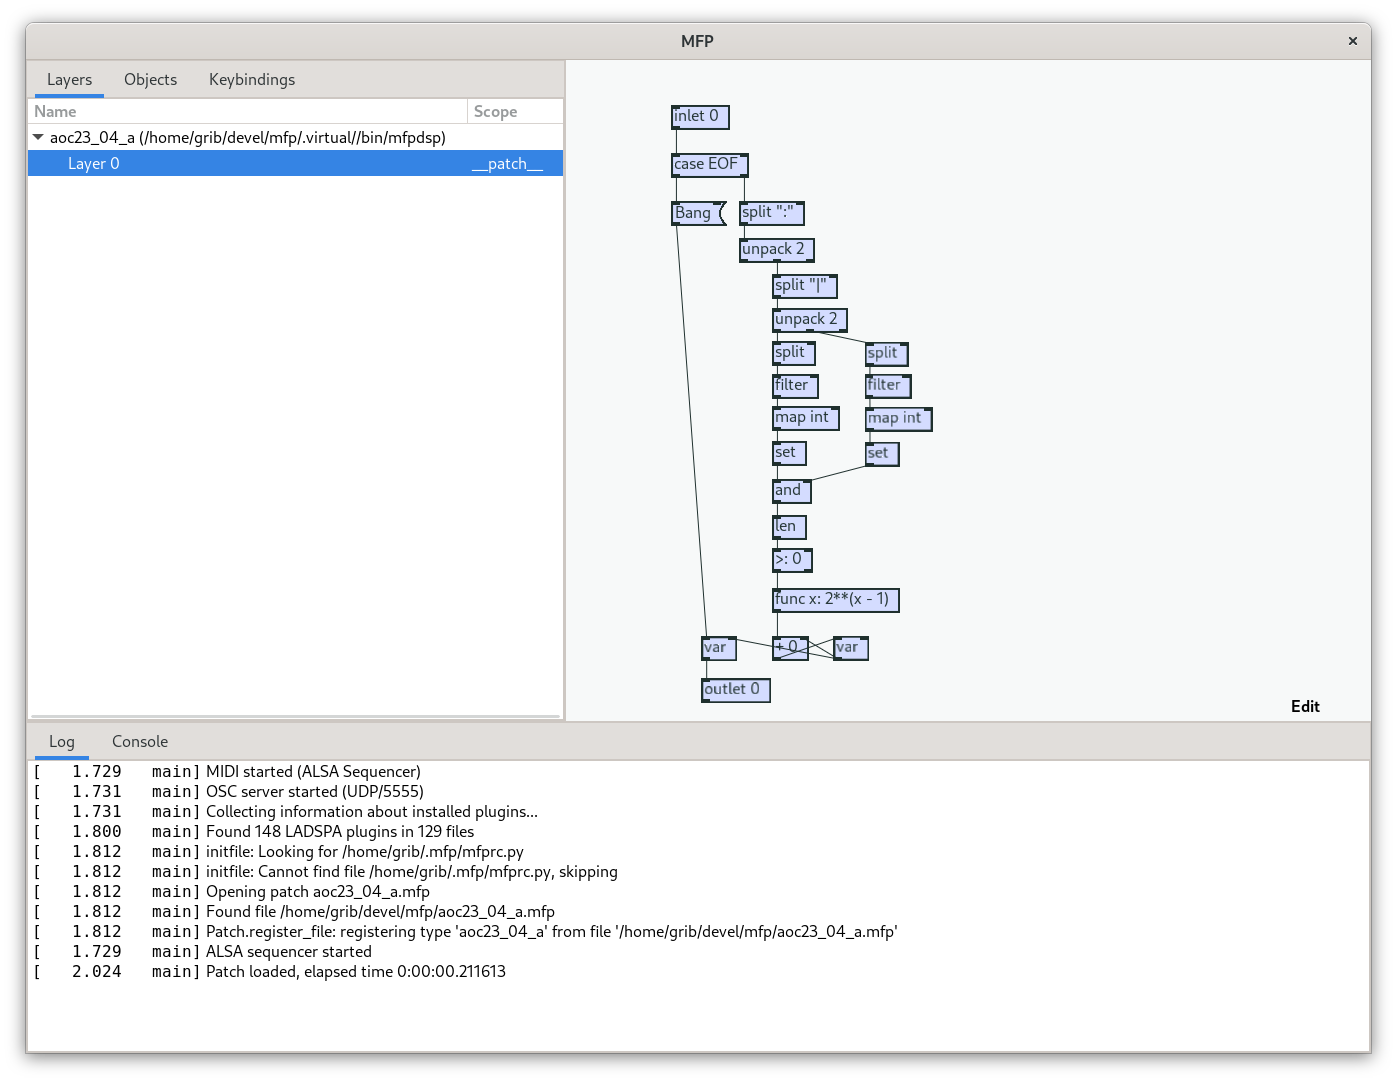 MFP
×
Layers Objects Keybindings
Name Scope
aoc23_04_a (/home/grib/devel/mfp/.virtual//bin/mfpdsp)
Layer 0 __patch__
inlet 0
case EOF
Bang split ":"
unpack 2
split "|"
unpack 2
split split
filter filter
map int map int
set set
and
len
>: 0
func x: 2**(x - 1)
var + 0 var
outlet 0
Edit
Log Console
[ 1.729 main] MIDI started (ALSA Sequencer)
[ 1.731 main] OSC server started (UDP/5555)
[ 1.731 main] Collecting information about installed plugins...
[ 1.800 main] Found 148 LADSPA plugins in 129 files
[ 1.812 main] initfile: Looking for /home/grib/.mfp/mfprc.py
[ 1.812 main] initfile: Cannot find file /home/grib/.mfp/mfprc.py, skipping
[ 1.812 main] Opening patch aoc23_04_a.mfp
[ 1.812 main] Found file /home/grib/devel/mfp/aoc23_04_a.mfp
[ 1.812 main] Patch.register_file: registering type 'aoc23_04_a' from file '/home/grib/devel/mfp/aoc23_04_a.mfp'
[ 1.729 main] ALSA sequencer started
[ 2.024 main] Patch loaded, elapsed time 0:00:00.211613